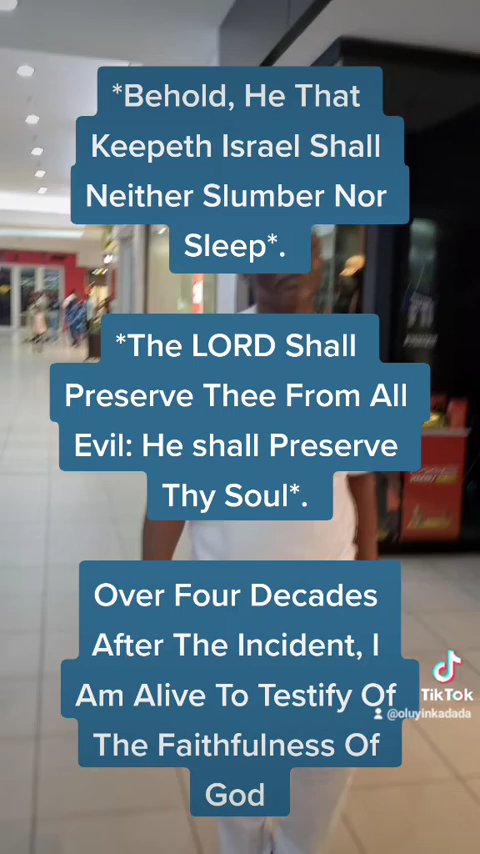 *Behold, He That
Keepeth Israel Shall
Neither Slumber Nor
Sleep*.
*The LORD Shall
Preserve Thee From All
Evil: He shall Preserve
Thy Soul*.
Over Four Decades
After The Incident, I
Am Alive To Testify Of
The Faithfulness Of
God
TikTok
@oluyinkadada